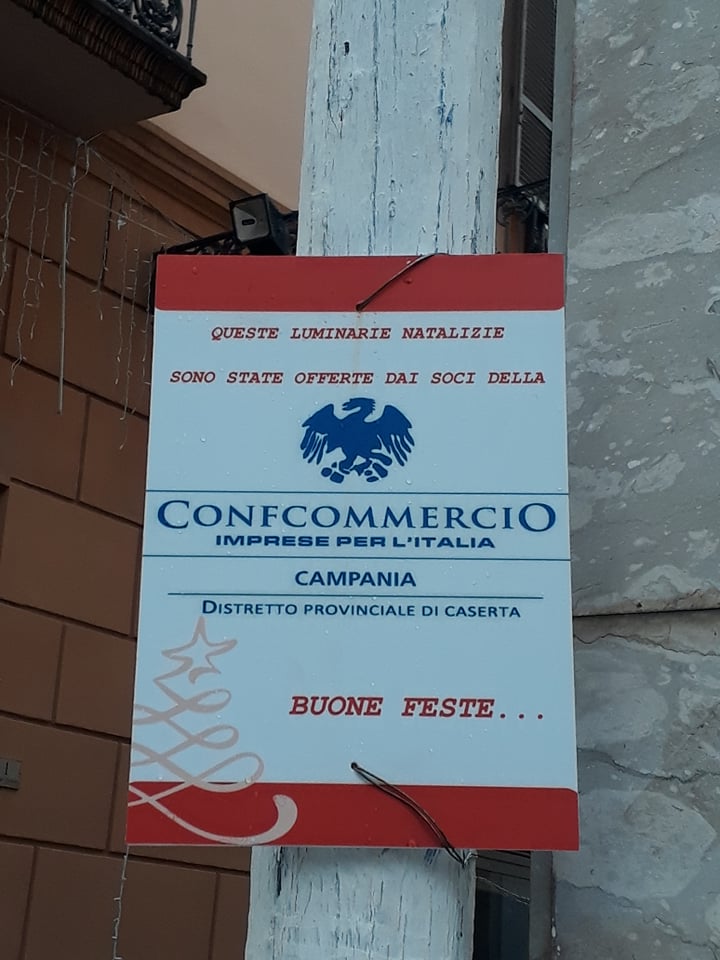 QUESTE LUMINARIE NATALIZIE
SONO STATE OFFERTE DAI SOCI DELLA
CONFCOMMERCIO
IMPRESE PER L'ITALIA
CAMPANIA
DISTRETTO PROVINCIALE DI CASERTA
BUONE FESTE...